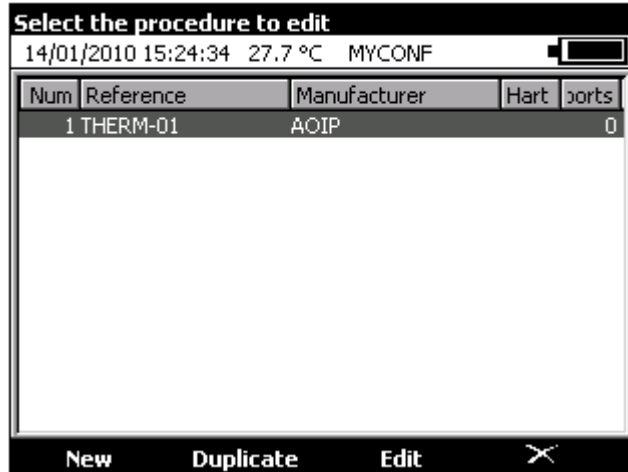 Select the procedure to edit
14/01/2010 15:24:34 27.7 °C MYCONF
Num Reference Manufacturer Hart ports
1 THERM-01 AOIP 0
New Duplicate Edit